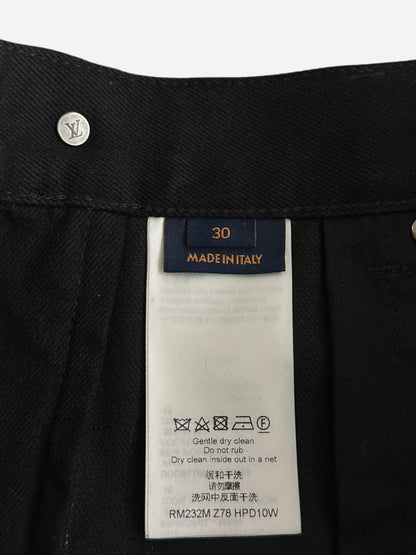 LV
30
MADE IN ITALY
Gentle dry clean
Do not rub
Dry clean inside out in a net
缓和干洗
请勿摩擦
洗网中反面干洗
RM232M Z78 HPD10W